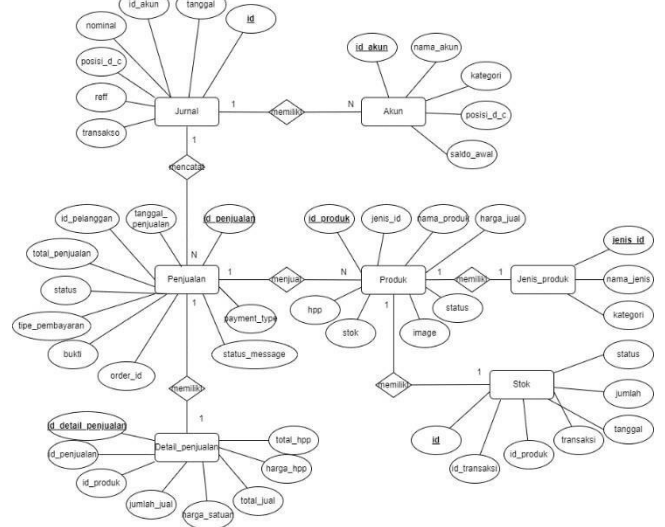 id_akun
tanggal
id
nominal
posisi_d_c
reff
transakso
Jurnal
1
memiliki
N
id_akun
nama_akun
kategori
posisi_d_c
saldo_awal
Akun
1
mencatat
N
id_pelanggan
tanggal_
penjualan
id_penjualan
total_penjualan
status
tipe_pembayaran
bukti
order_id
payment_type
status_message
Penjualan
1
menjual
N
id_produk
jenis_id
nama_produk
harga_jual
Produk
hpp
stok
image
status
1
memiliki
1
Jenis_produk
jenis_id
nama_jenis
kategori
1
memiliki
1
Stok
status
jumlah
tanggal
transaksi
id_produk
id_transaksi
id
1
memiliki
1
id_detail_penjualan
id_penjualan
id_produk
jumlah_jual
harga_satuan
total_jual
harga_hpp
total_hpp
Detail_penjualan